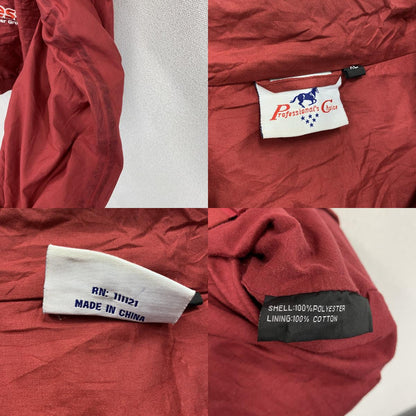 Professional's Choice
RN: 111121
MADE IN CHINA
SHELL:100%POLYESTER
LINING:100% COTTON